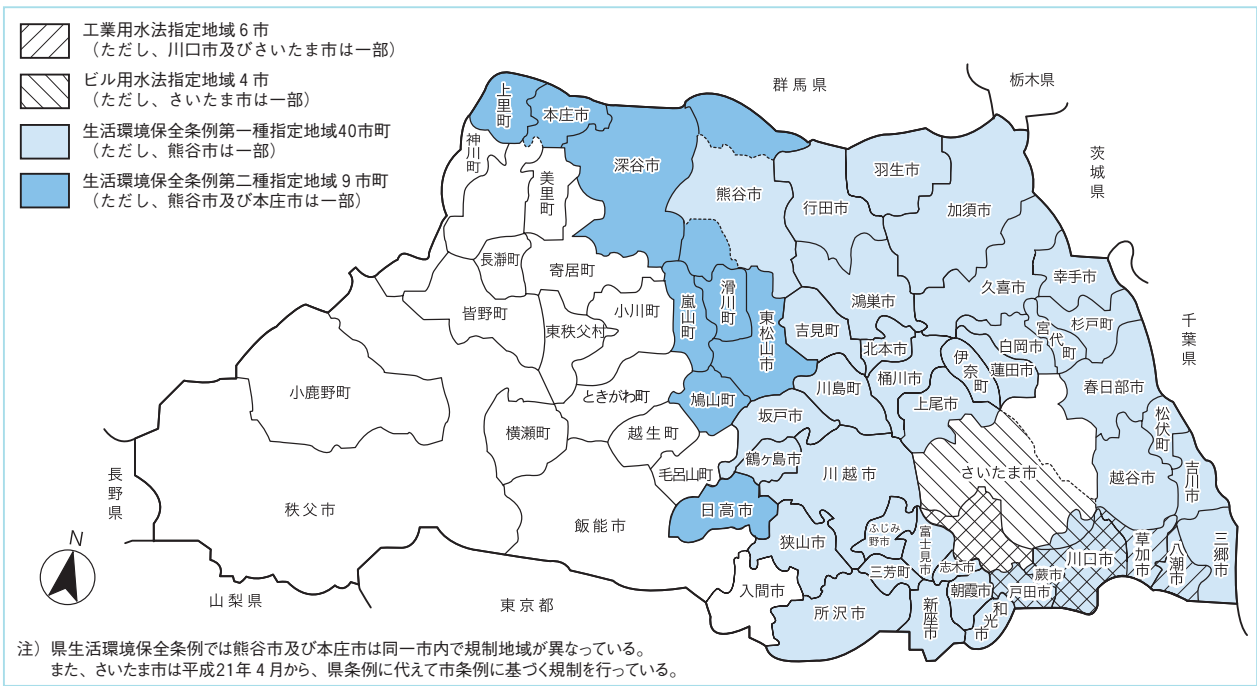 工業用水法指定地域6市
（ただし、川口市及びさいたま市は一部）
ビル用水法指定地域4市
（ただし、さいたま市は一部）
生活環境保全条例第一種指定地域40市町
（ただし、熊谷市は一部）
生活環境保全条例第二種指定地域9市町
（ただし、熊谷市及び本庄市は一部）
群馬県
栃木県
茨城県
千葉県
長野県
山梨県
東京都
上里町
本庄市
神川町
美里町
深谷市
熊谷市
行田市
羽生市
加須市
長瀞町
寄居町
皆野町
東秩父村
小川町
嵐山町
滑川町
東松山市
吉見町
鴻巣市
久喜市
幸手市
北本市
桶川市
伊奈町
白岡市
宮代町
杉戸町
蓮田市
春日部市
小鹿野町
ときがわ町
鳩山町
川島町
上尾市
松伏町
横瀬町
越生町
坂戸市
毛呂山町
鶴ヶ島市
川越市
さいたま市
越谷市
吉川市
秩父市
飯能市
日高市
狭山市
ふじみ野市
富士見市
三芳町
志木市
川口市
草加市
八潮市
三郷市
入間市
所沢市
新座市
朝霞市
和光市
戸田市
蕨市
N
注）県生活環境保全条例では熊谷市及び本庄市は同一市内で規制地域が異なっている。
また、さいたま市は平成21年4月から、県条例に代えて市条例に基づく規制を行っている。